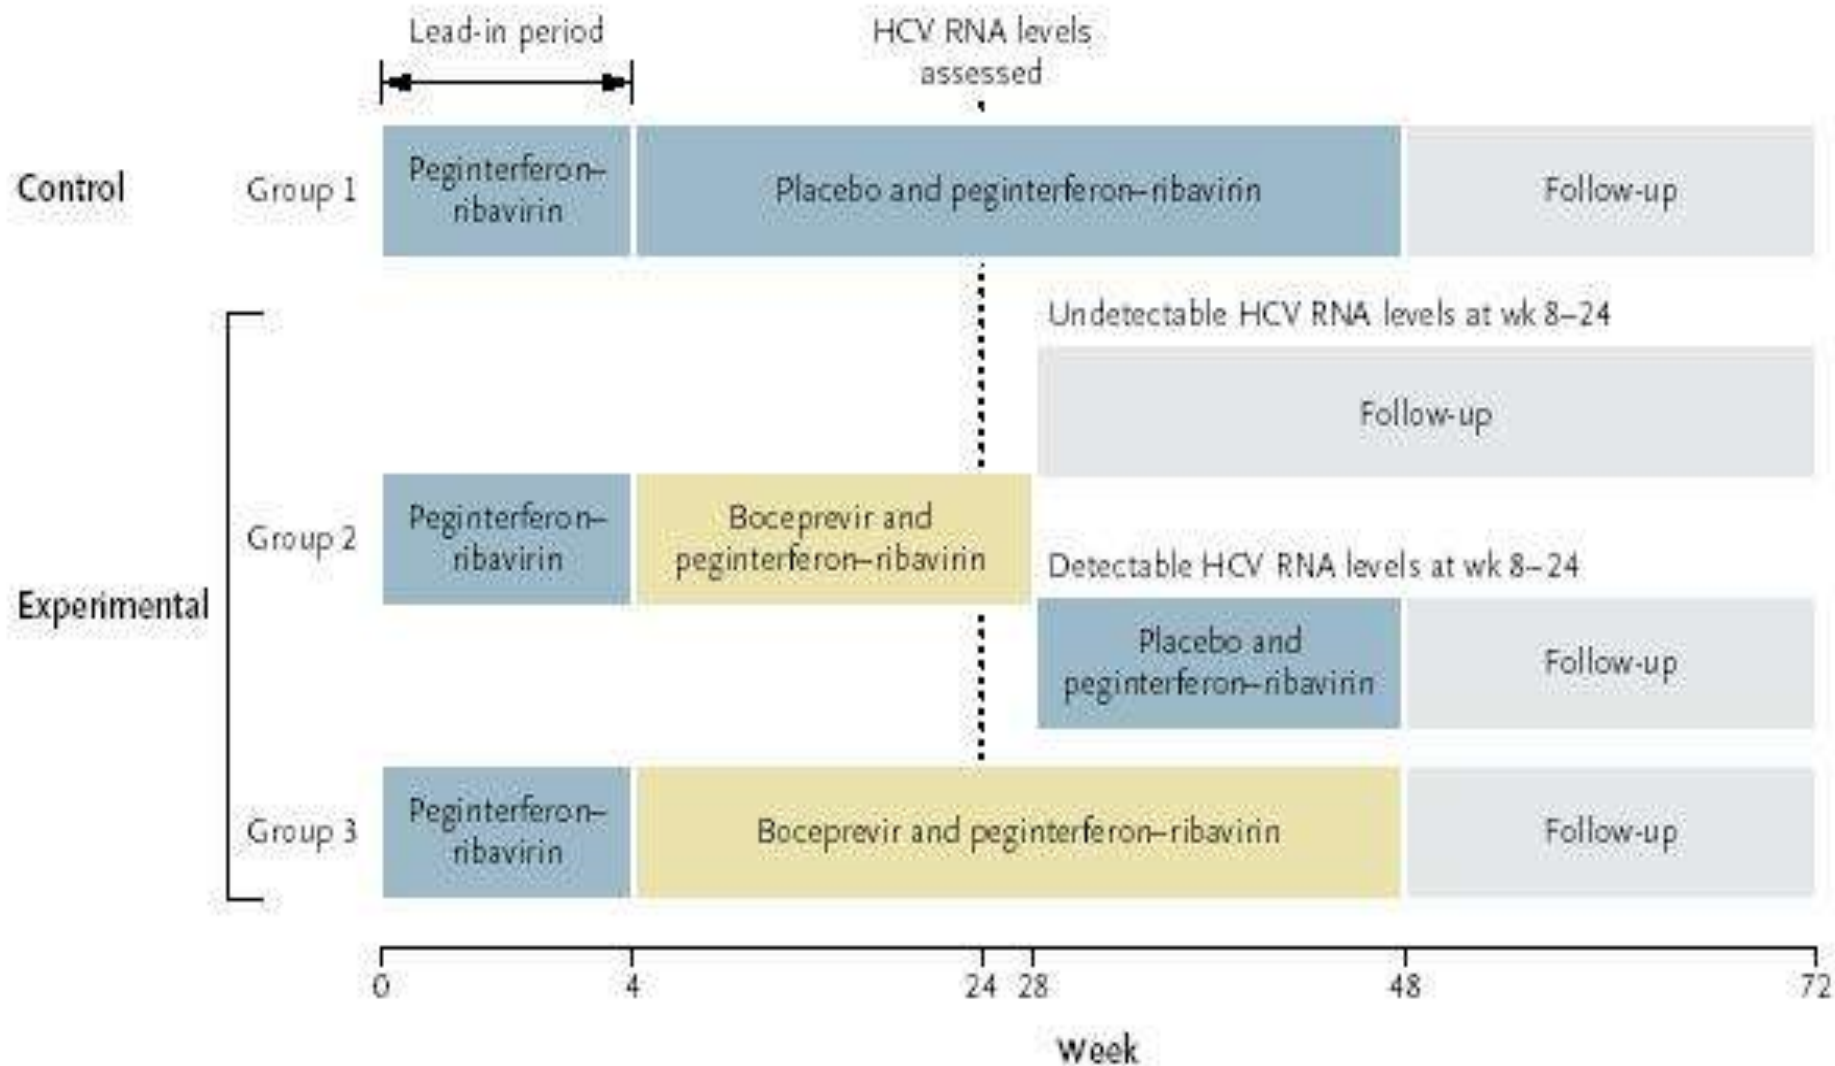 Lead-in period
HCV RNA levels
assessed
Control
Group 1
Peginterferon–
ribavirin
Placebo and peginterferon–ribavirin
Follow-up
Undetectable HCV RNA levels at wk 8–24
Follow-up
Experimental
Group 2
Peginterferon–
ribavirin
Boceprevir and
peginterferon–ribavirin
Detectable HCV RNA levels at wk 8–24
Placebo and
peginterferon–ribavirin
Follow-up
Group 3
Peginterferon–
ribavirin
Boceprevir and peginterferon–ribavirin
Follow-up
0 4 24 28 48 72
Week